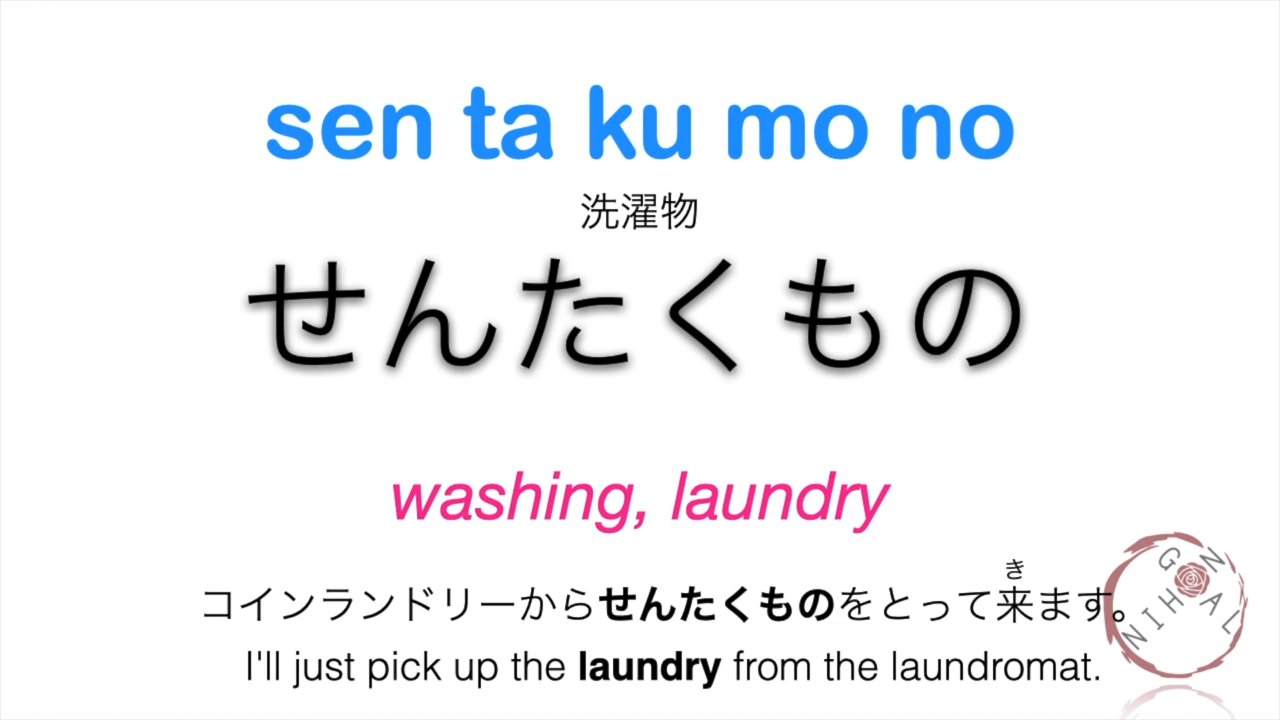 sen ta ku mo no
洗濯物
せんたくもの
washing, laundry
き
コインランドリーからせんたくものをとって来ます。
I'll just pick up the laundry from the laundromat.
NIHON
GAL